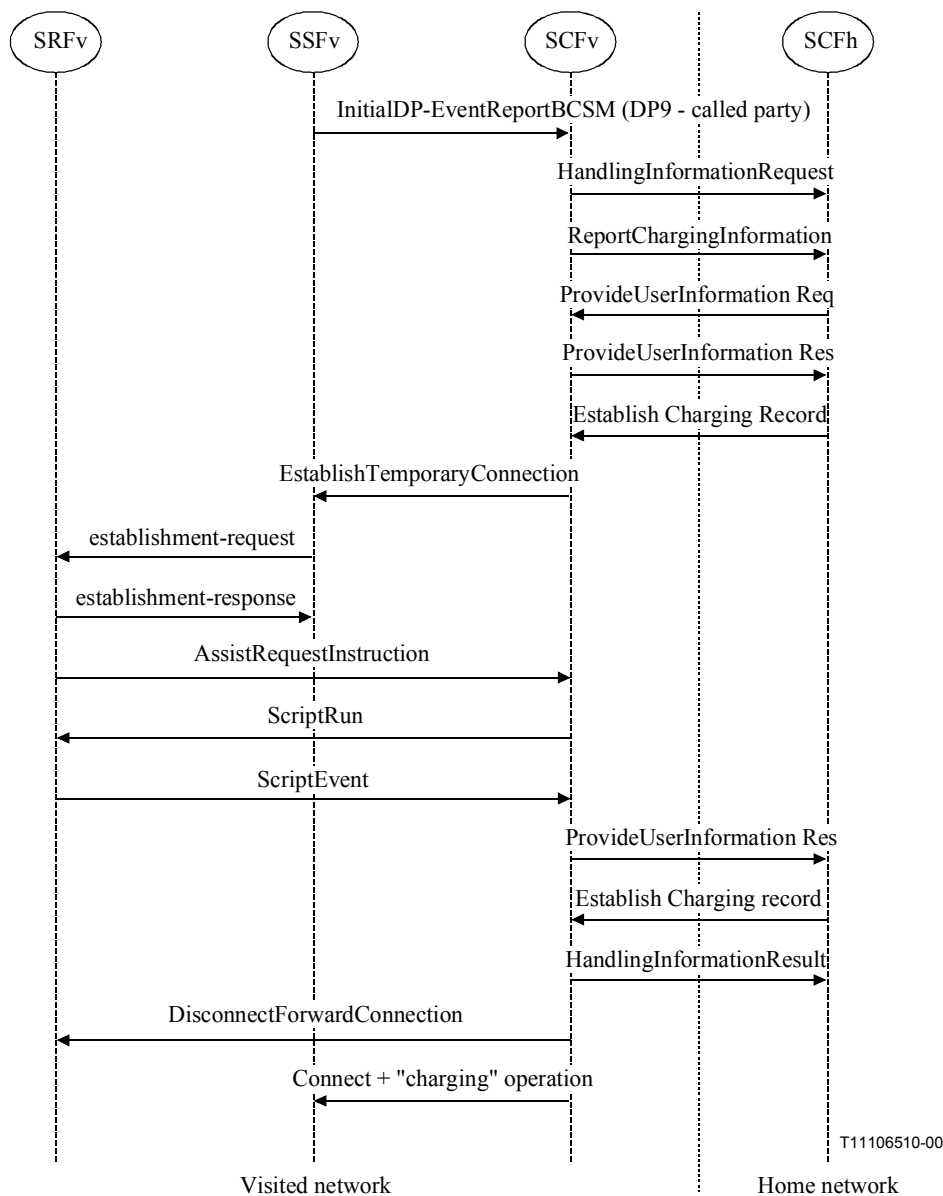 SRFv SSFv SCFv SCFh
InitialDP-EventReportBCSM (DP9 - called party)
HandlingInformationRequest
ReportChargingInformation
ProvideUserInformation Req
ProvideUserInformation Res
Establish Charging Record
EstablishTemporaryConnection
establishment-request
establishment-response
AssistRequestInstruction
ScriptRun
ScriptEvent
ProvideUserInformation Res
Establish Charging record
HandlingInformationResult
DisconnectForwardConnection
Connect + "charging" operation
T11106510-00
Visited network Home network